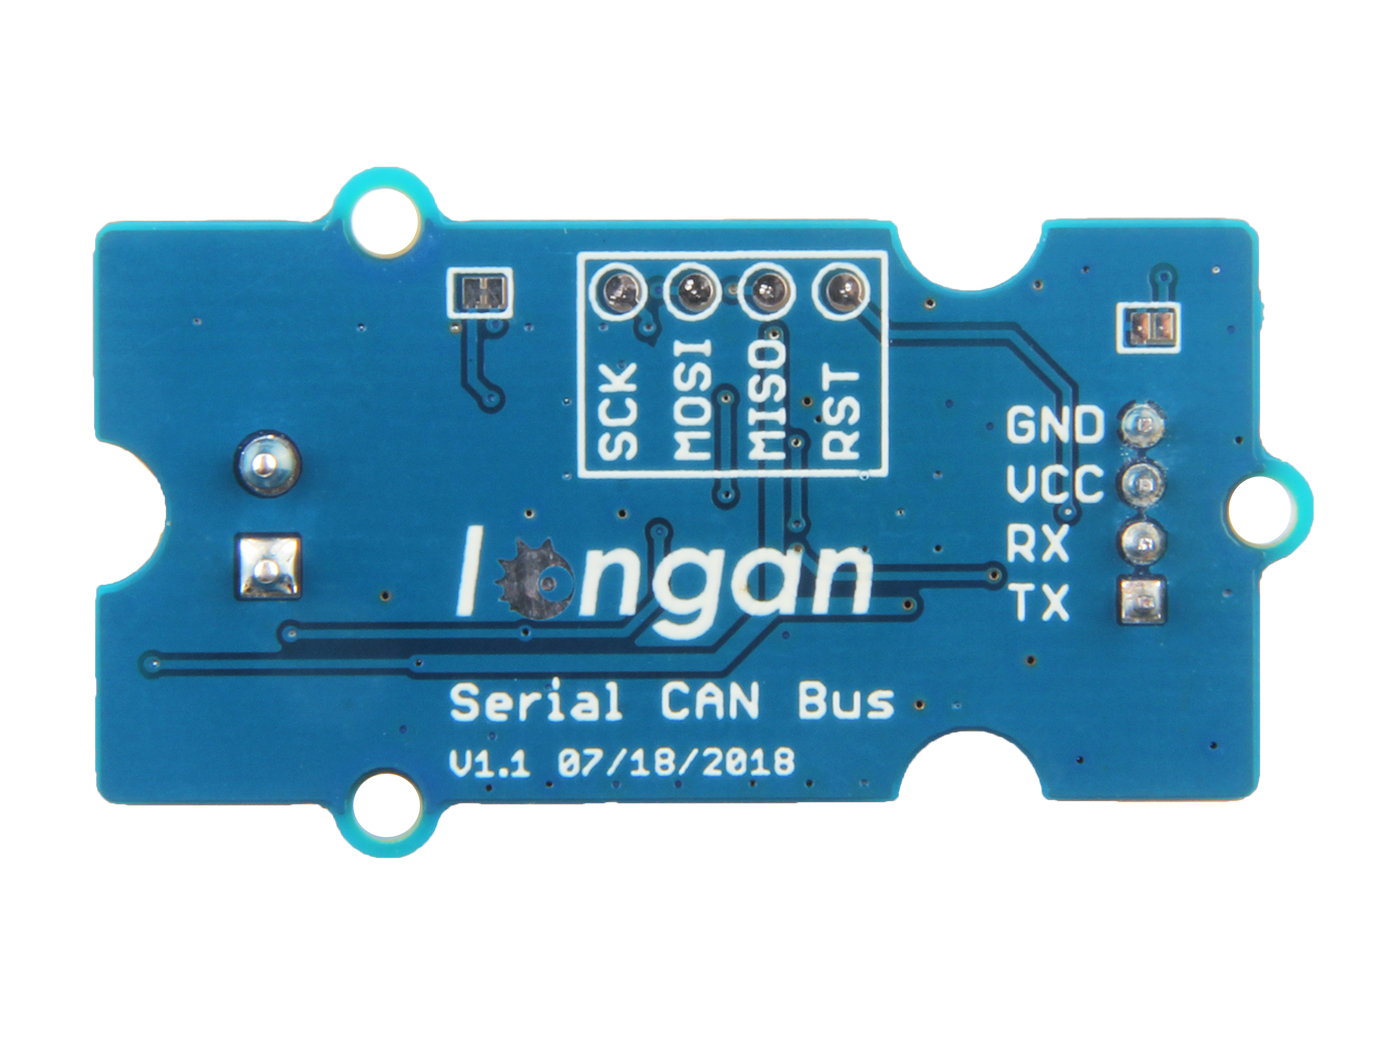 SCK
MOSI
MISO
RST
GND
VCC
RX
TX
longan
Serial CAN Bus
V1.1 07/18/2018